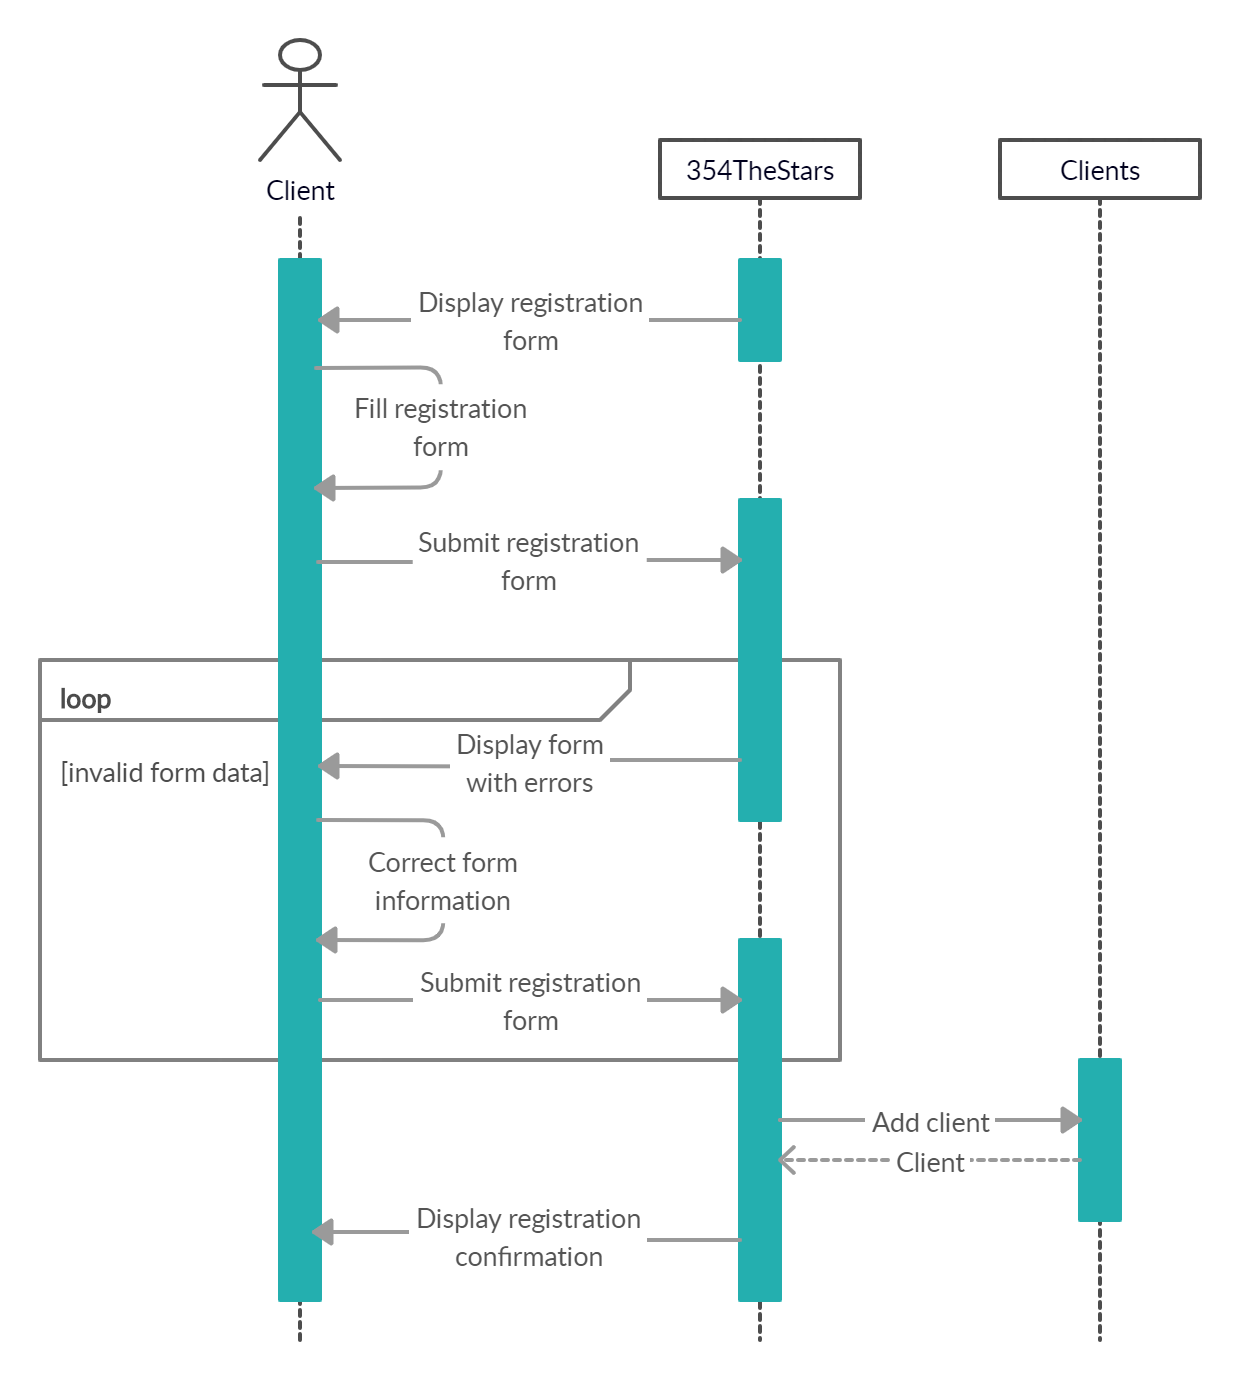 Client
354TheStars
Clients
Display registration
form
Fill registration
form
Submit registration
form
loop
[invalid form data]
Display form
with errors
Correct form
information
Submit registration
form
Add client
Client
Display registration
confirmation